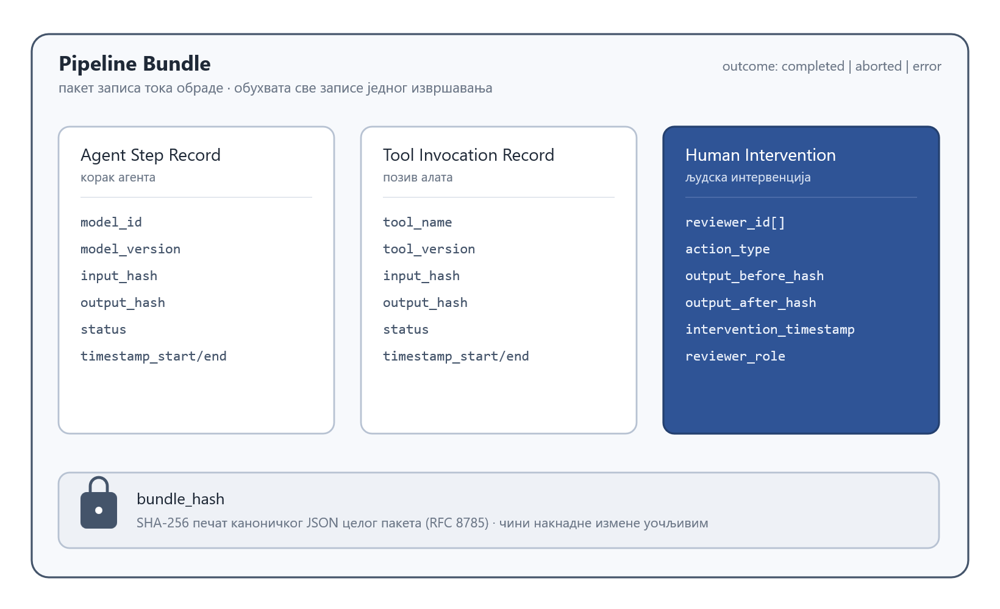 Pipeline Bundle
outcome: completed | aborted | error
пакет записа тока обраде · обухвата све записе једног извршавања
Agent Step Record
корак агента
model_id
model_version
input_hash
output_hash
status
timestamp_start/end
Tool Invocation Record
позив алата
tool_name
tool_version
input_hash
output_hash
status
timestamp_start/end
Human Intervention
људска интервенција
reviewer_id[]
action_type
output_before_hash
output_after_hash
intervention_timestamp
reviewer_role
bundle_hash
SHA-256 печат каноничког JSON целог пакета (RFC 8785) · чини накнадне измене уочљивим